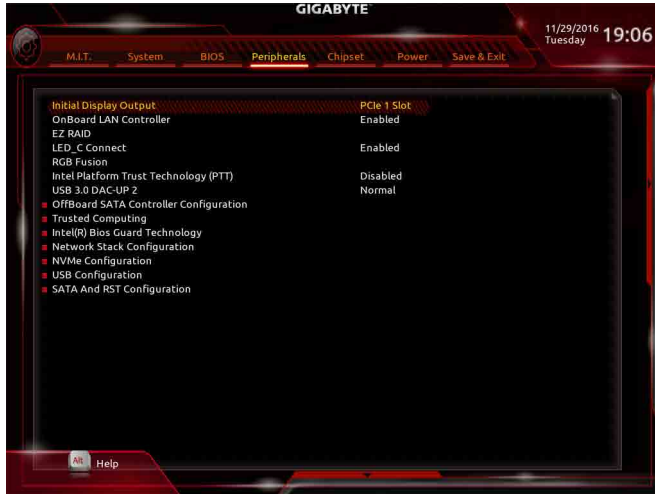 GIGABYTE
11/29/2016 19:06
Tuesday
M.I.T. System BIOS Peripherals Chipset Power Save & Exit
Initial Display Output PCIe 1 Slot
OnBoard LAN Controller Enabled
EZ RAID
LED_C Connect Enabled
RGB Fusion
Intel Platform Trust Technology (PTT) Disabled
USB 3.0 DAC-UP 2 Normal
OffBoard SATA Controller Configuration
Trusted Computing
Intel(R) Bios Guard Technology
Network Stack Configuration
NVMe Configuration
USB Configuration
SATA And RST Configuration
Alt Help